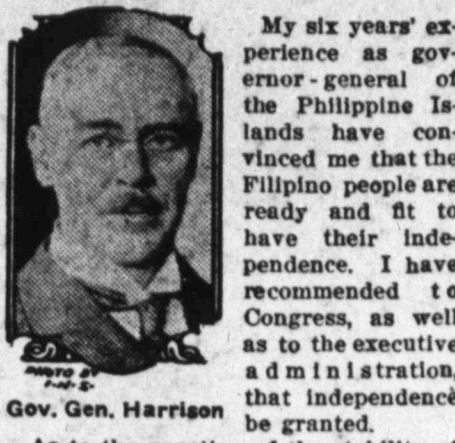 My six years' ex-
perience as gov-
ernor-general of
the Philippine Is-
lands have con-
vinced me that the
Filipino people are
ready and fit to
have their inde-
pendence. I have
recommended to
Congress, as well
as to the executive
administration,
that independence
be granted.
PHOTO BY
Gov. Gen. Harrison